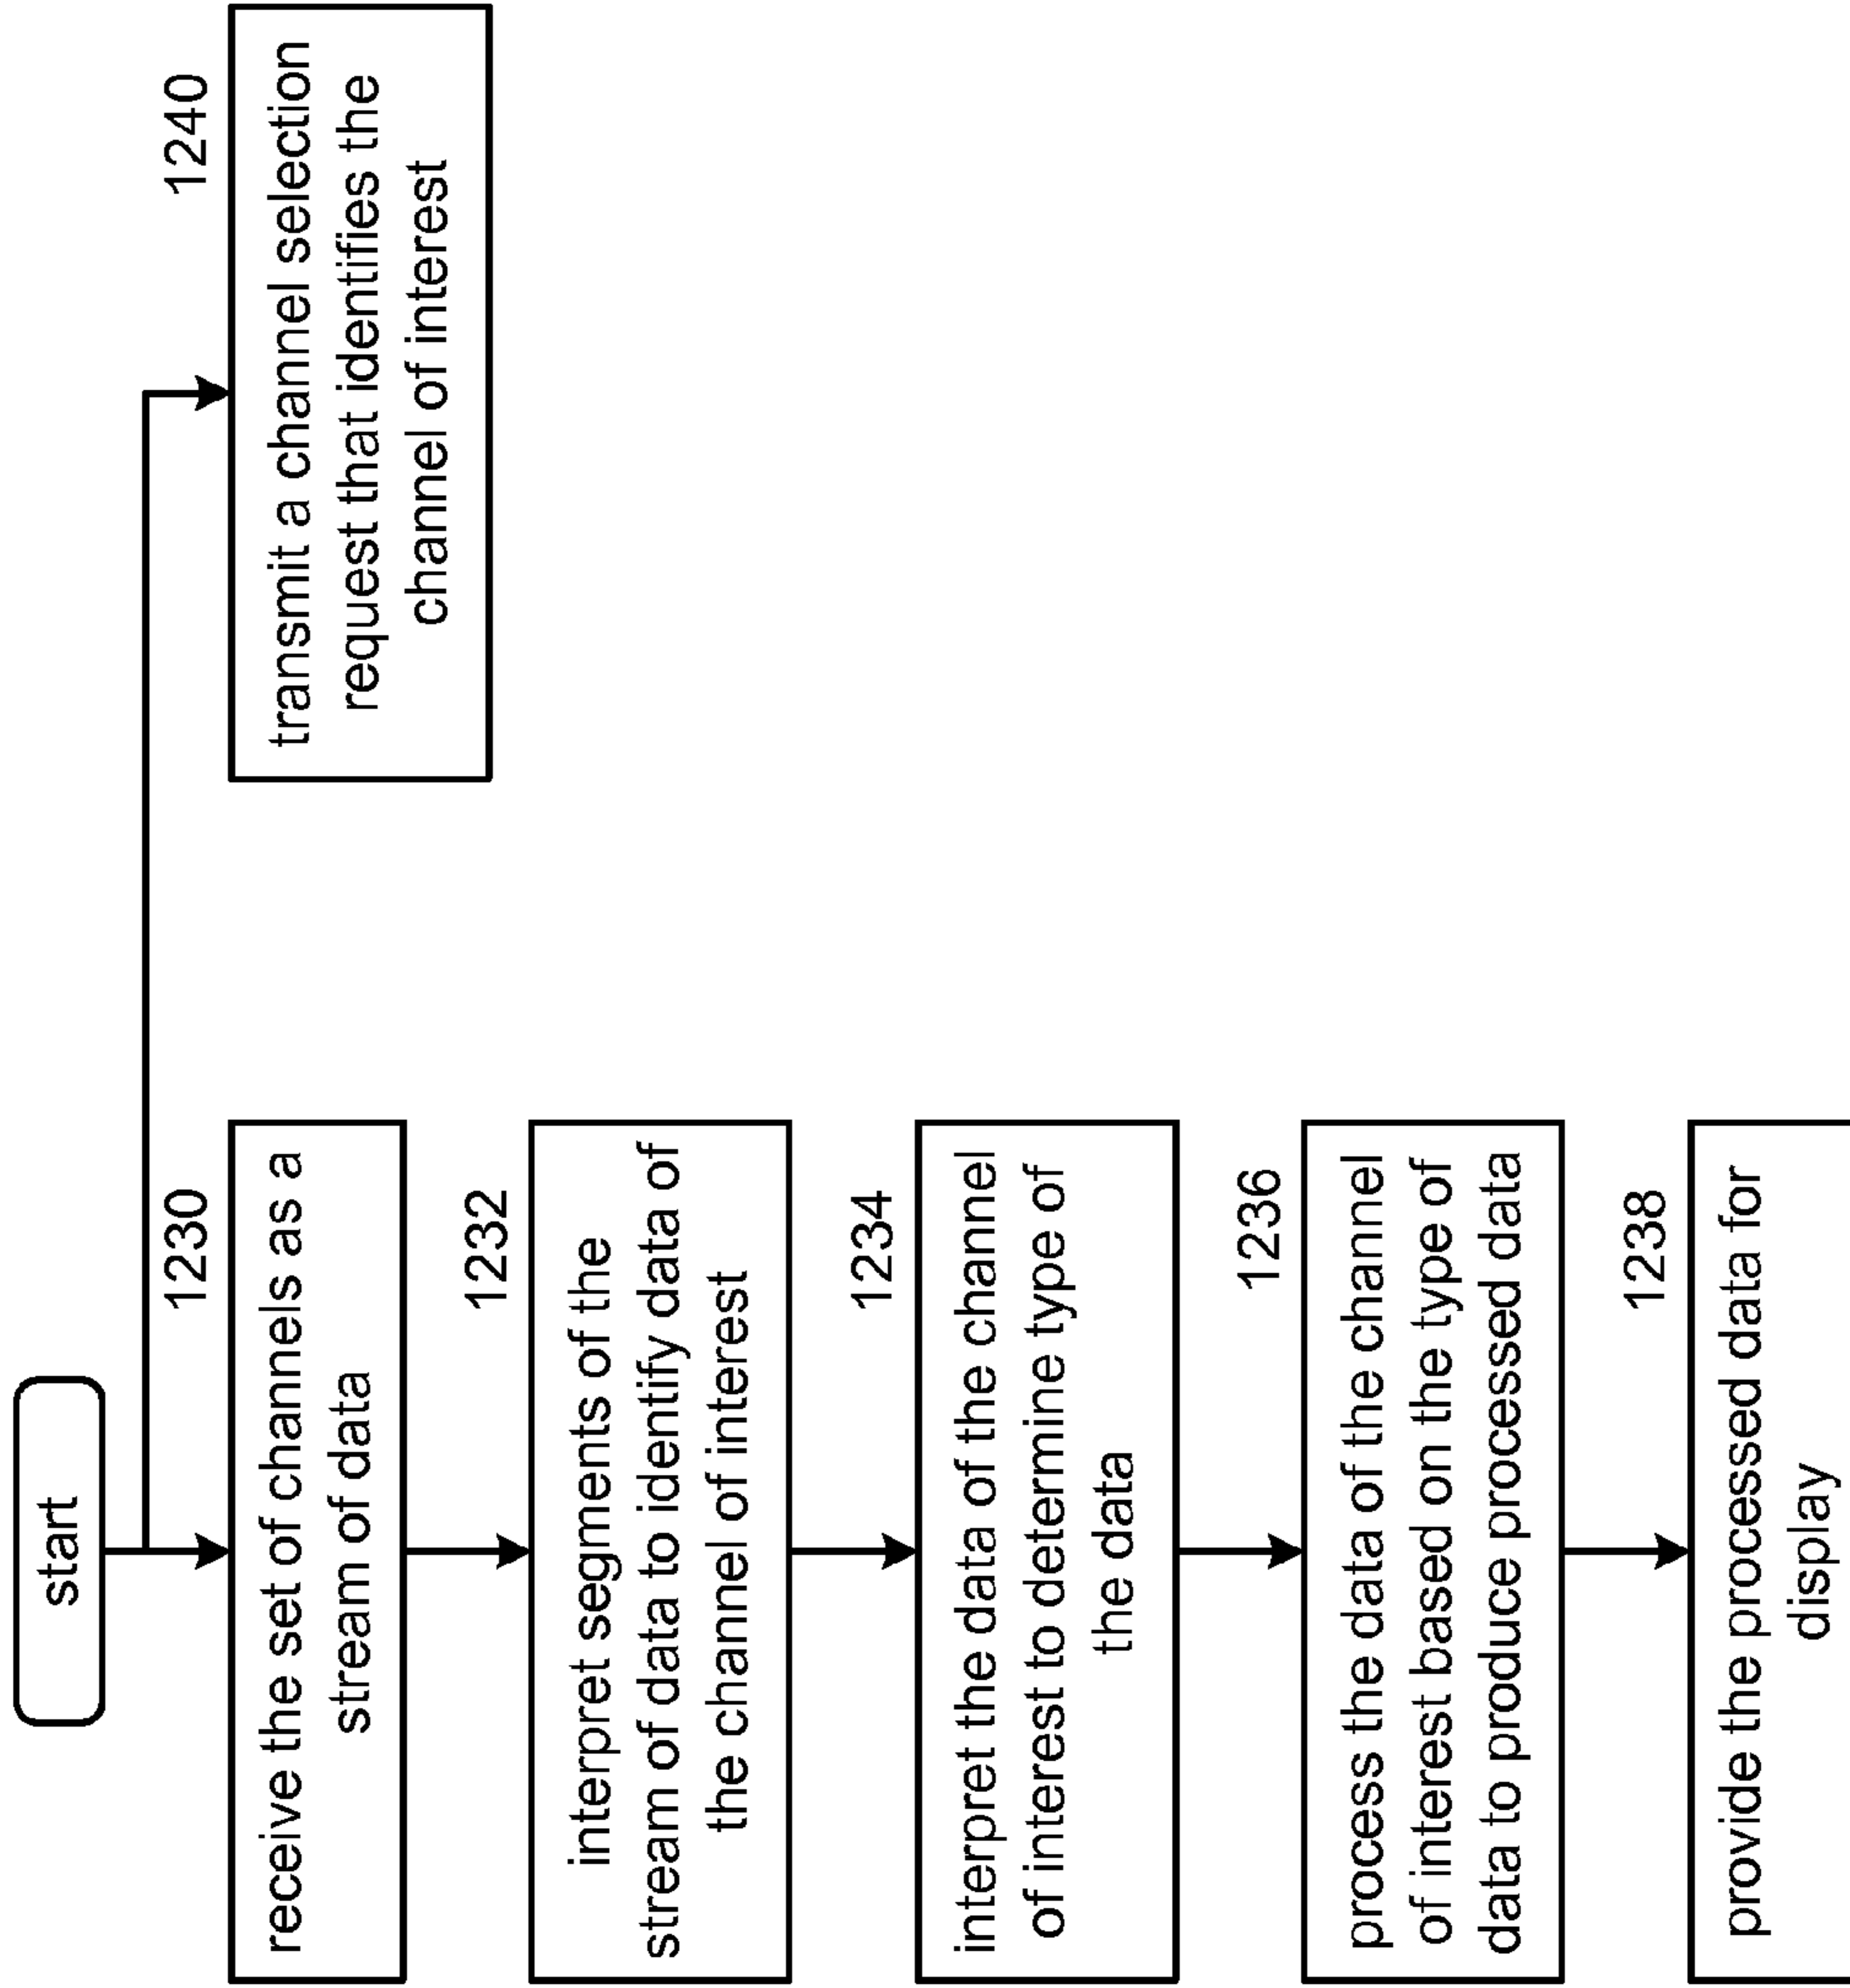 start
1230
receive the set of channels as a
stream of data
1232
interpret segments of the
stream of data to identify data of
the channel of interest
1234
interpret the data of the channel
of interest to determine type of
the data
1236
process the data of the channel
of interest based on the type of
data to produce processed data
1238
provide the processed data for
display
1240
transmit a channel selection
request that identifies the
channel of interest